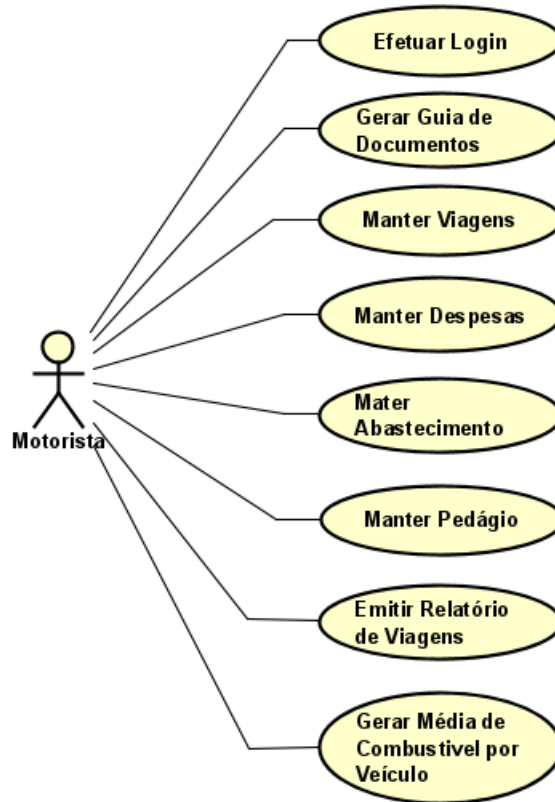 Efetuar Login
Gerar Guia de
Documentos
Manter Viagens
Manter Despesas
Mater
Abastecimento
Motorista
Manter Pedágio
Emitir Relatório
de Viagens
Gerar Média de
Combustivel por
Veículo